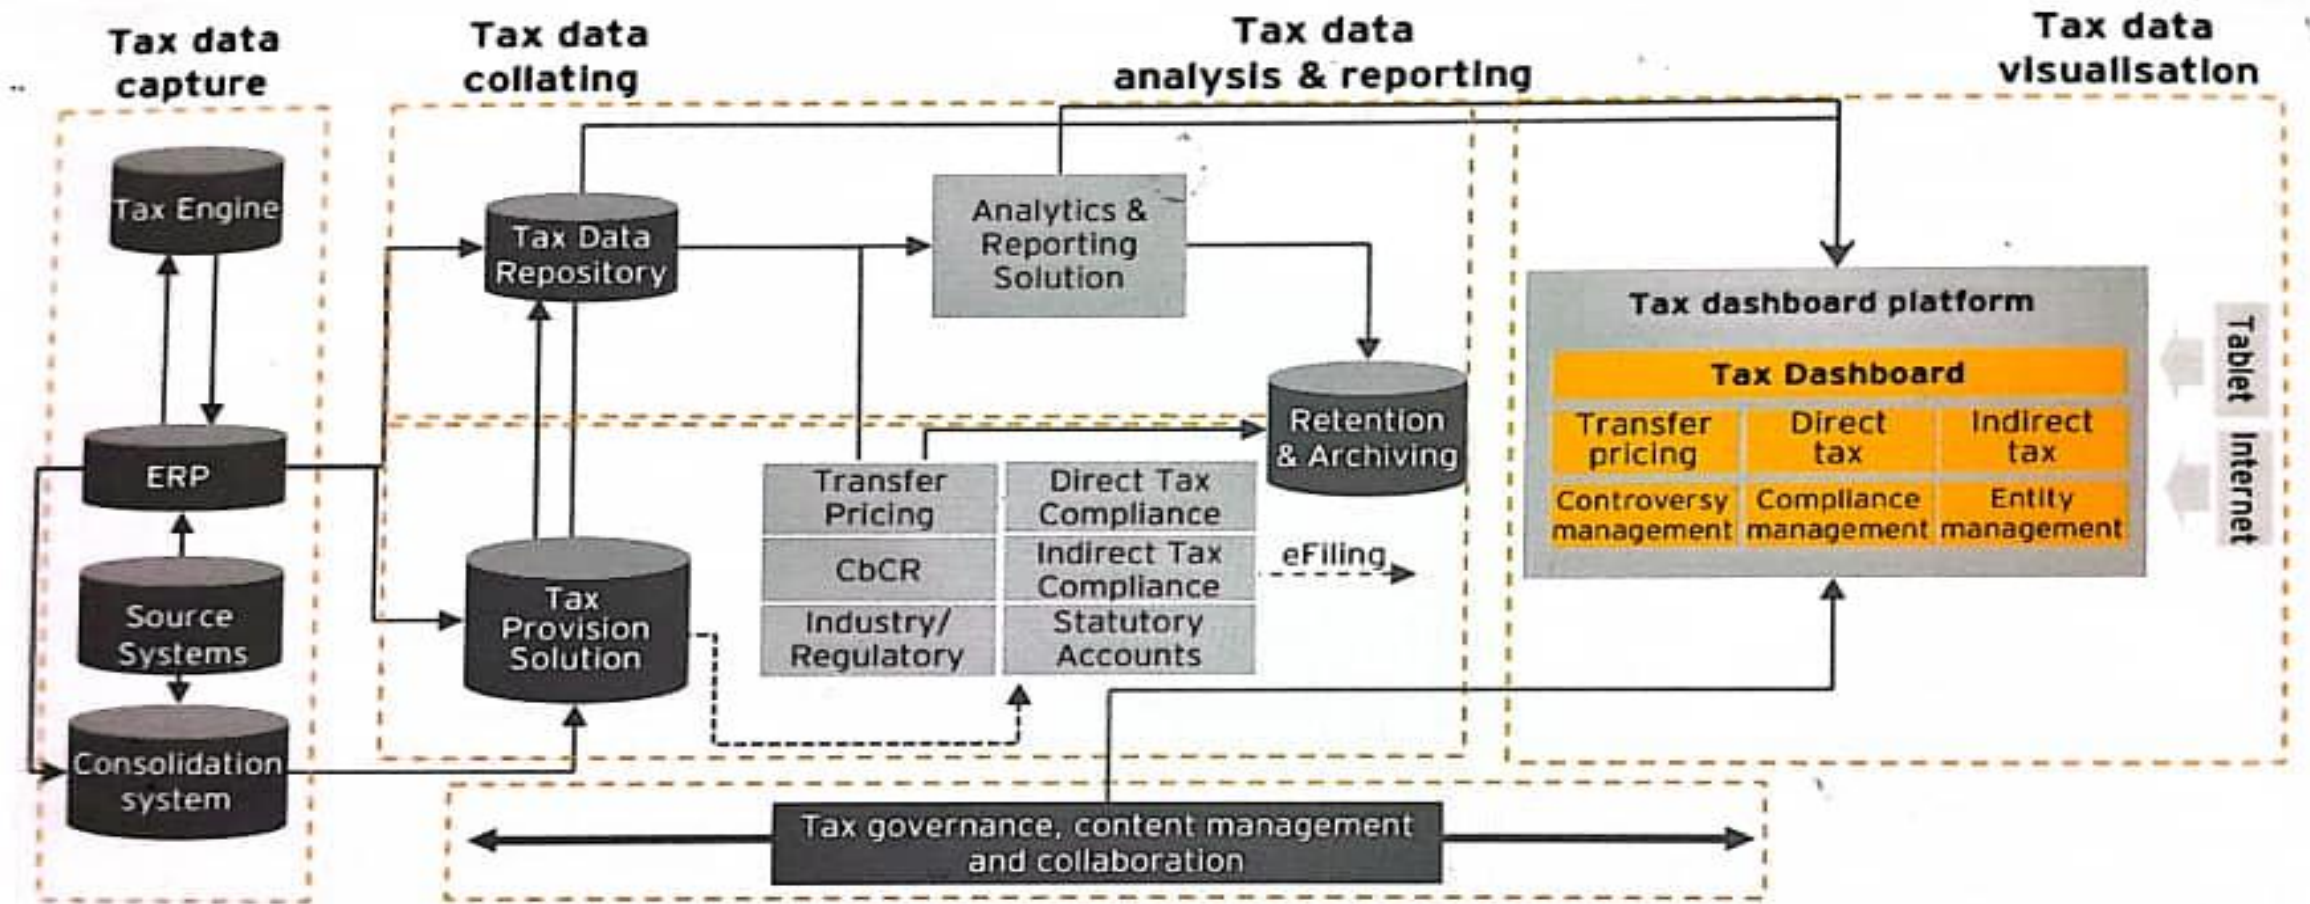 Tax data
capture
Tax data
collating
Tax data
analysis & reporting
Tax data
visualisation
Tax Engine
ERP
Source
Systems
Consolidation
system
Tax Data
Repository
Tax
Provision
Solution
Analytics &
Reporting
Solution
Retention
& Archiving
Transfer
Pricing
CbCR
Industry/
Regulatory
Direct Tax
Compliance
Indirect Tax
Compliance
Statutory
Accounts
eFiling
Tax dashboard platform
Tax Dashboard
Transfer
pricing
Direct
tax
Indirect
tax
Controversy
management
Compliance
management
Entity
management
Tablet
Internet
Tax governance, content management
and collaboration